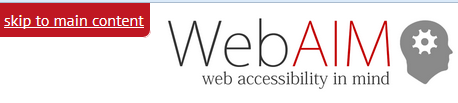 skip to main content
WebAIM
web accessibility in mind